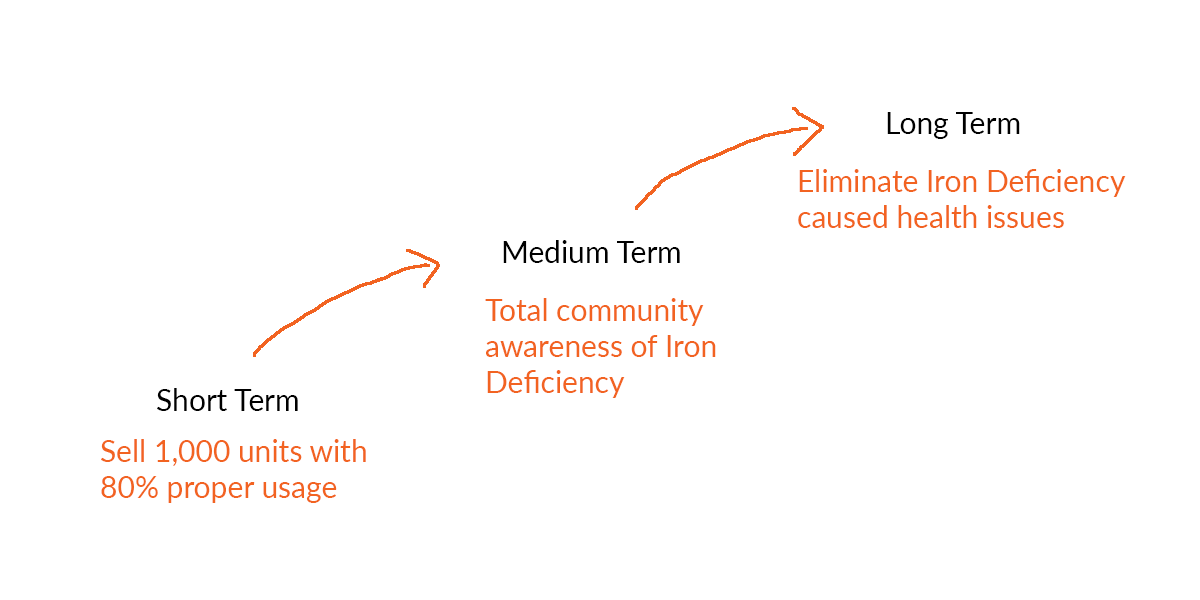 Short Term
Sell 1,000 units with
80% proper usage
Medium Term
Total community
awareness of Iron
Deficiency
Long Term
Eliminate Iron Deficiency
caused health issues